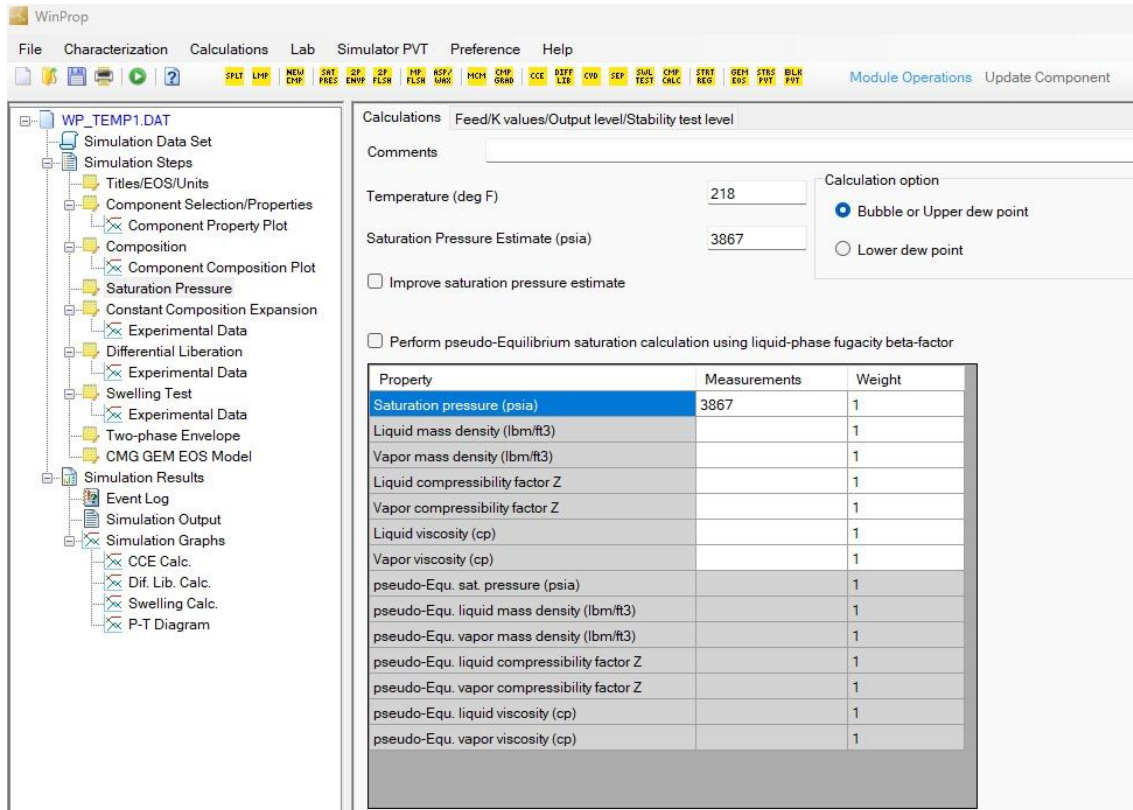 WinProp
File Characterization Calculations Lab Simulator PVT Preference Help
SPLT LMP NEW CMP SAT PRES 2P ENVP 2P FLSH MP FLSH ASP/WAX MCM CMP GRAD CCE DIFF LIB CVD SEP SWL TEST CMP CALC STRT REG GEM EOS STRS PVT BLK PVT Module Operations Update Component
WP_TEMP1.DAT
Simulation Data Set
Simulation Steps
Titles/EOS/Units
Component Selection/Properties
Component Property Plot
Composition
Component Composition Plot
Saturation Pressure
Constant Composition Expansion
Experimental Data
Differential Liberation
Experimental Data
Swelling Test
Experimental Data
Two-phase Envelope
CMG GEM EOS Model
Simulation Results
Event Log
Simulation Output
Simulation Graphs
CCE Calc.
Dif. Lib. Calc.
Swelling Calc.
P-T Diagram
Calculations Feed/K values/Output level/Stability test level
Comments
Temperature (deg F) 218
Saturation Pressure Estimate (psia) 3867
Calculation option
Bubble or Upper dew point
Lower dew point
Improve saturation pressure estimate
Perform pseudo-Equilibrium saturation calculation using liquid-phase fugacity beta-factor
Property Measurements Weight
Saturation pressure (psia) 3867 1
Liquid mass density (lbm/ft3) 1
Vapor mass density (lbm/ft3) 1
Liquid compressibility factor Z 1
Vapor compressibility factor Z 1
Liquid viscosity (cp) 1
Vapor viscosity (cp) 1
pseudo-Equ. sat. pressure (psia) 1
pseudo-Equ. liquid mass density (lbm/ft3) 1
pseudo-Equ. vapor mass density (lbm/ft3) 1
pseudo-Equ. liquid compressibility factor Z 1
pseudo-Equ. vapor compressibility factor Z 1
pseudo-Equ. liquid viscosity (cp) 1
pseudo-Equ. vapor viscosity (cp) 1